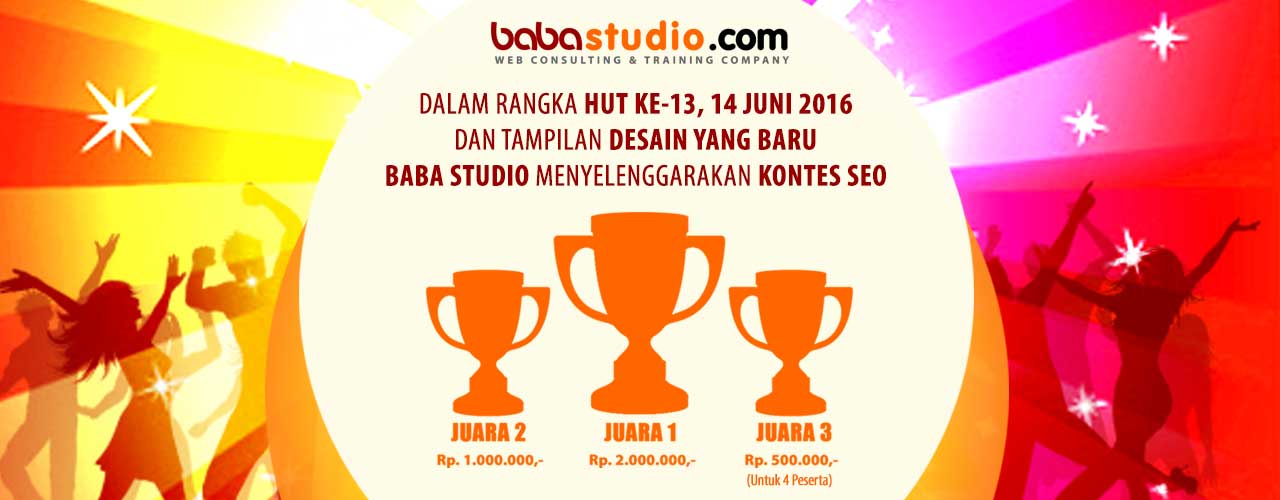 babastudio.com
WEB CONSULTING & TRAINING COMPANY
DALAM RANGKA HUT KE-13, 14 JUNI 2016
DAN TAMPILAN DESAIN YANG BARU
BABA STUDIO MENYELENGGARAKAN KONTES SEO
JUARA 2
Rp. 1.000.000,-
JUARA 1
Rp. 2.000.000,-
JUARA 3
Rp. 500.000,-
(Untuk 4 Peserta)